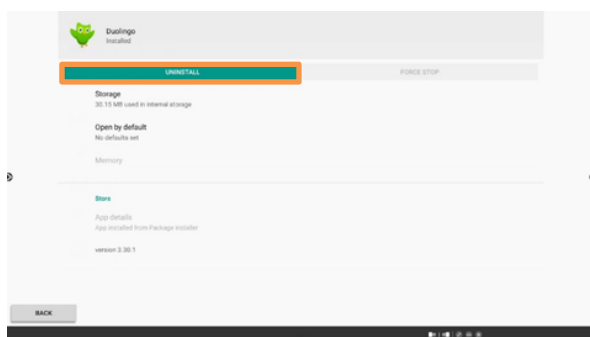 Duolingo
Installed
UNINSTALL
FORCE STOP
Storage
30.15 MB used in internal storage
Open by default
No defaults set
Memory
Store
App details
App installed from Package installer
version 3.38.1
BACK